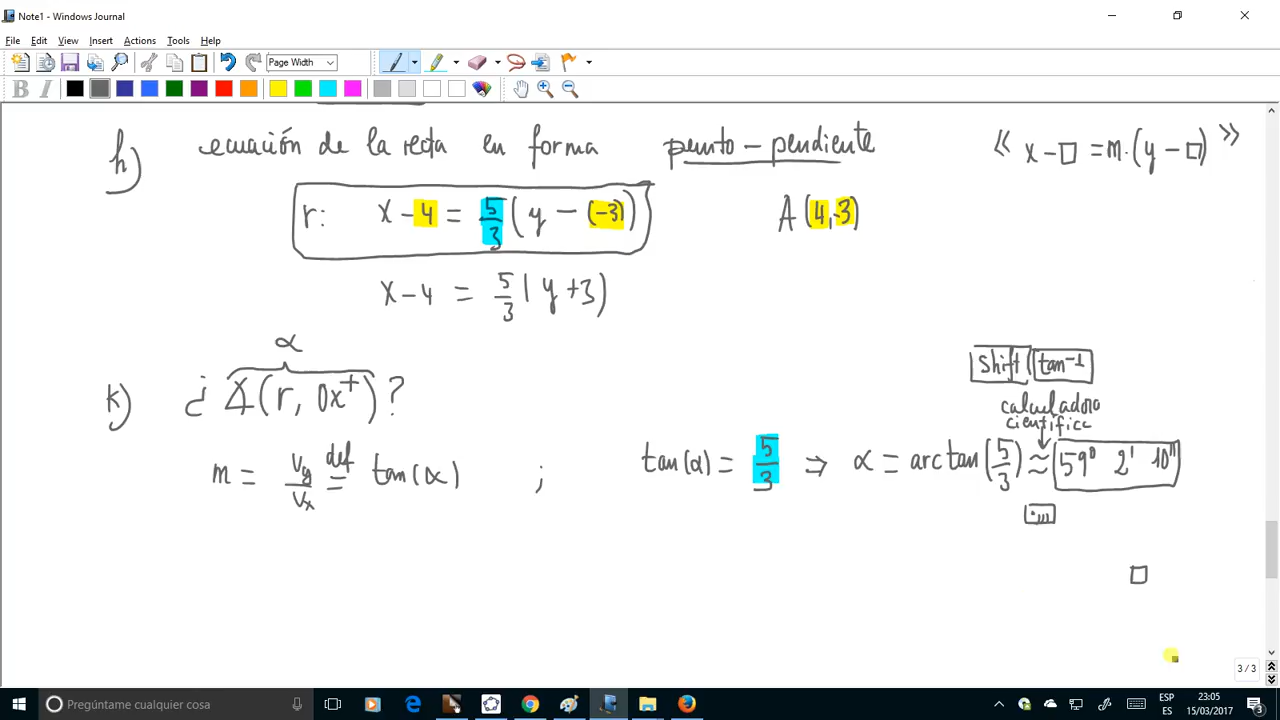 Note1 - Windows Journal
File Edit View Insert Actions Tools Help
Page Width
B I
h) ecuación de la recta en forma punto-pendiente « x-□ = m·(y-□) »
r: x-4 = 5/3 (y-(-3)) A(4,-3)
x-4 = 5/3 (y+3)
α
k) ¿∡(r, 0x⁺)?
Shift tan⁻¹
calculadora
científica
m = Vy/Vx def= tan(α) ; tan(α) = 5/3 ⇒ α = arctan(5/3) ≈ 59º 2' 10''
3 / 3
Pregúntame cualquier cosa
ESP 23:05
ES 15/03/2017
3